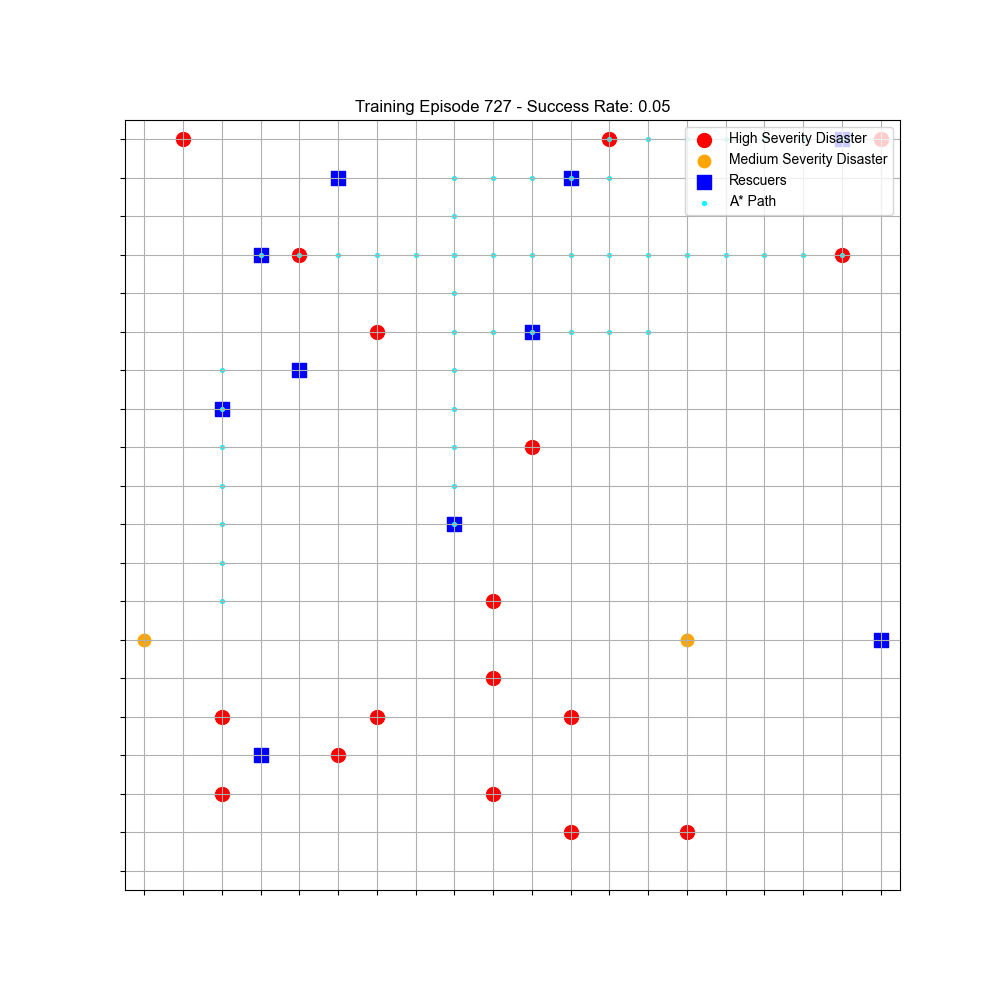 Training Episode 727 - Success Rate: 0.05
High Severity Disaster
Medium Severity Disaster
Rescuers
A* Path